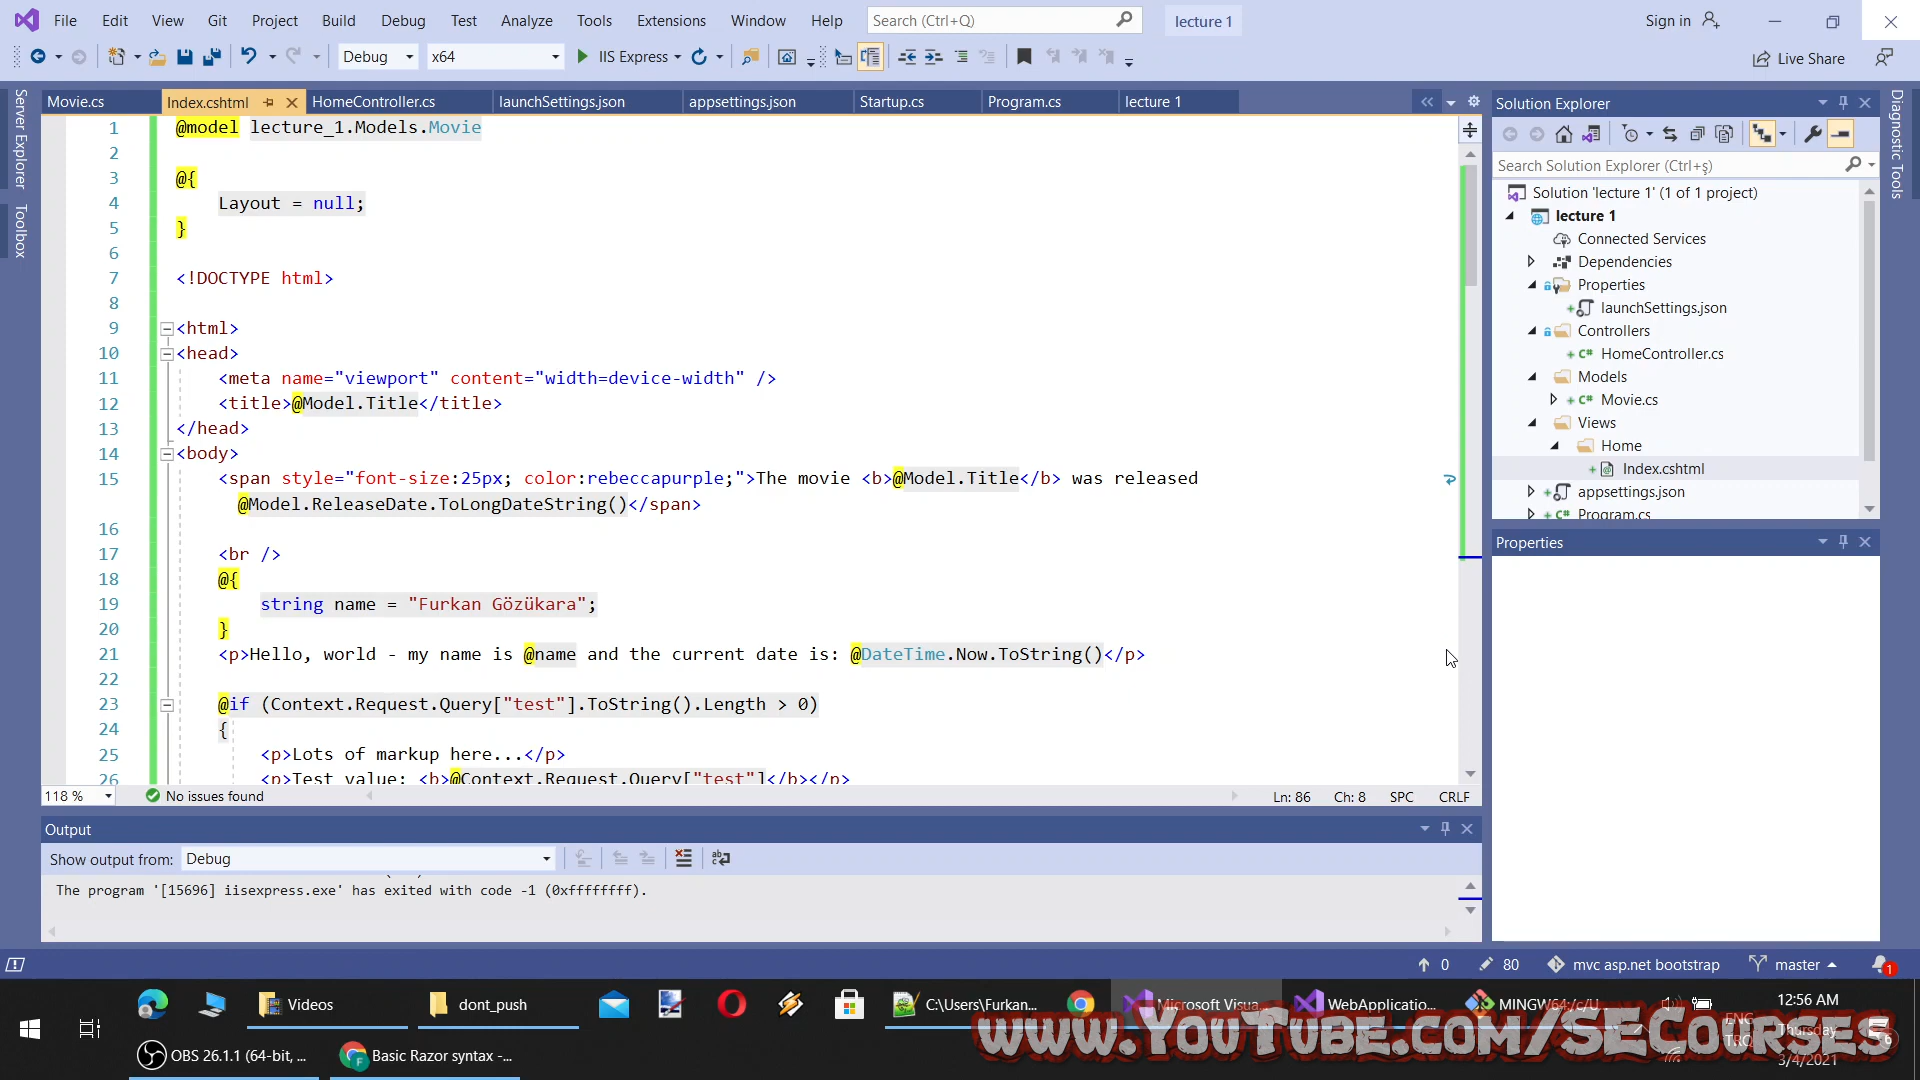 File Edit View Git Project Build Debug Test Analyze Tools Extensions Window Help Search (Ctrl+Q) lecture 1 Sign in
Debug x64 IIS Express Live Share
Server Explorer
Toolbox
Movie.cs Index.cshtml HomeController.cs launchSettings.json appsettings.json Startup.cs Program.cs lecture 1
1 @model lecture_1.Models.Movie
2
3 @{
4 Layout = null;
5 }
6
7 <!DOCTYPE html>
8
9 <html>
10 <head>
11 <meta name="viewport" content="width=device-width" />
12 <title>@Model.Title</title>
13 </head>
14 <body>
15 <span style="font-size:25px; color:rebeccapurple;">The movie <b>@Model.Title</b> was released
@Model.ReleaseDate.ToLongDateString()</span>
16
17 <br />
18 @{
19 string name = "Furkan Gözükara";
20 }
21 <p>Hello, world - my name is @name and the current date is: @DateTime.Now.ToString()</p>
22
23 @if (Context.Request.Query["test"].ToString().Length > 0)
24 {
25 <p>Lots of markup here...</p>
26 <p>Test value: <b>@Context.Request.Query["test"]</b></p>
118 % No issues found Ln: 86 Ch: 8 SPC CRLF
Output
Show output from: Debug
The program '[15696] iisexpress.exe' has exited with code -1 (0xffffffff).
Solution Explorer
Search Solution Explorer (Ctrl+ş)
Solution 'lecture 1' (1 of 1 project)
lecture 1
Connected Services
Dependencies
Properties
launchSettings.json
Controllers
HomeController.cs
Models
Movie.cs
Views
Home
Index.cshtml
appsettings.json
Program.cs
Properties
Diagnostic Tools
0 80 mvc asp.net bootstrap master 1
Videos dont_push C:\Users\Furkan... Microsoft Visua... WebApplicatio... MINGW64:/c/U... 12:56 AM
Thursday
3/4/2021
ENG
TRQ
OBS 26.1.1 (64-bit, ... Basic Razor syntax -...
www.YouTube.com/SECourses